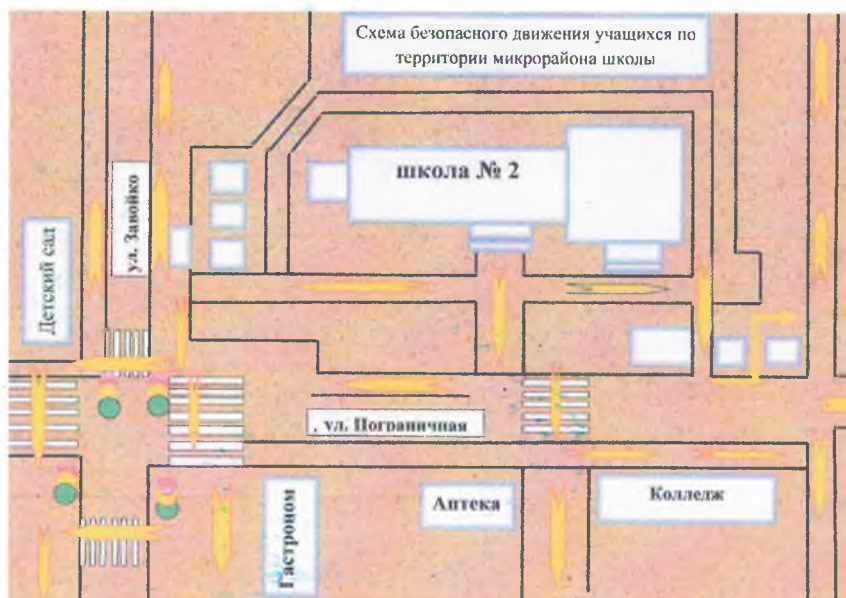 Схема безопасного движения учащихся по
территории микрорайона школы
школа № 2
ул. Завойко
Детский сад
, ул. Пограничная
Гастроном
Аптека
Колледж